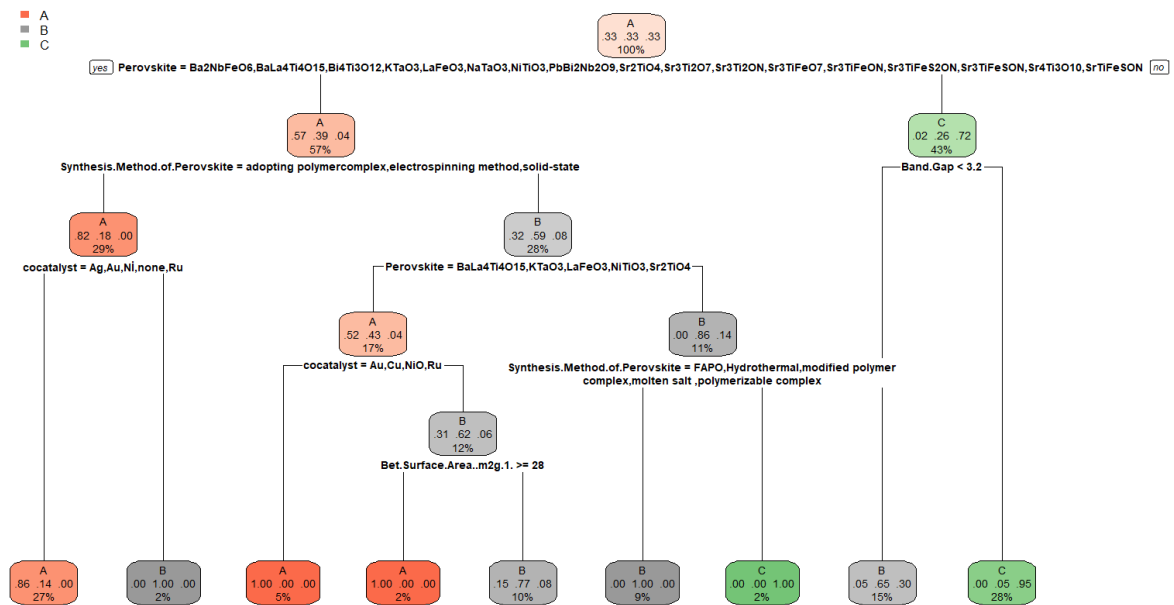 A
B
C
A
.33 .33 .33
100%
yes Perovskite = Ba2NbFeO6,BaLa4Ti4O15,Bi4Ti3O12,KTaO3,LaFeO3,NaTaO3,NiTiO3,PbBi2Nb2O9,Sr2TiO4,Sr3Ti2O7,Sr3Ti2ON,Sr3TiFeO7,Sr3TiFeON,Sr3TiFeS2ON,Sr3TiFeSON,Sr4Ti3O10,SrTiFeSON no
A
.57 .39 .04
57%
C
.02 .26 .72
43%
Synthesis.Method.of.Perovskite = adopting polymercomplex,electrospinning method,solid-state
Band.Gap < 3.2
A
.82 .18 .00
29%
B
.32 .59 .08
28%
cocatalyst = Ag,Au,Ni,none,Ru
Perovskite = BaLa4Ti4O15,KTaO3,LaFeO3,NiTiO3,Sr2TiO4
A
.52 .43 .04
17%
B
.00 .86 .14
11%
cocatalyst = Au,Cu,NiO,Ru
Synthesis.Method.of.Perovskite = FAPO,Hydrothermal,modified polymer
complex,molten salt ,polymerizable complex
B
.31 .62 .06
12%
Bet.Surface.Area..m2g.1. >= 28
A
.86 .14 .00
27%
B
.00 1.00 .00
2%
A
1.00 .00 .00
5%
A
1.00 .00 .00
2%
B
.15 .77 .08
10%
B
.00 1.00 .00
9%
C
.00 .00 1.00
2%
B
.05 .65 .30
15%
C
.00 .05 .95
28%